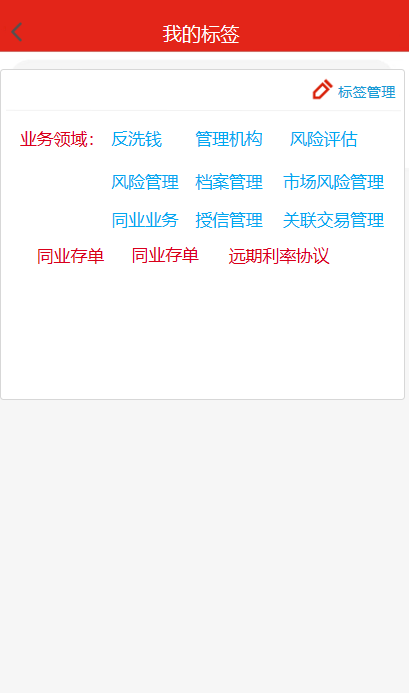 我的标签
标签管理
业务领域： 反洗钱 管理机构 风险评估
风险管理 档案管理 市场风险管理
同业业务 授信管理 关联交易管理
同业存单 同业存单 远期利率协议